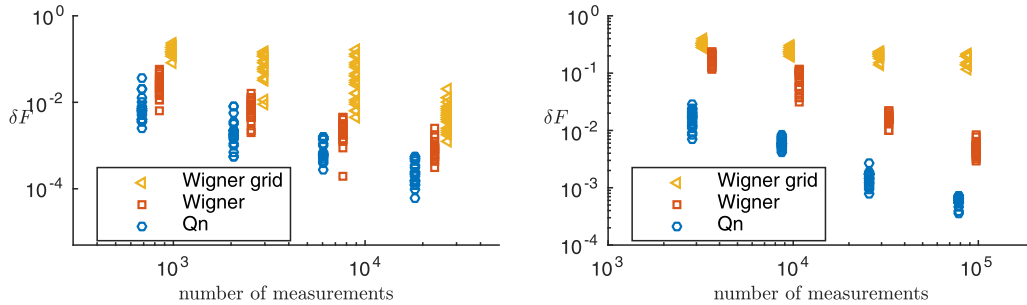 10^0
10^-2
10^-4
δF
Wigner grid
Wigner
Qn
10^3
10^4
number of measurements
10^0
10^-1
10^-2
10^-3
10^-4
δF
Wigner grid
Wigner
Qn
10^3
10^4
10^5
number of measurements